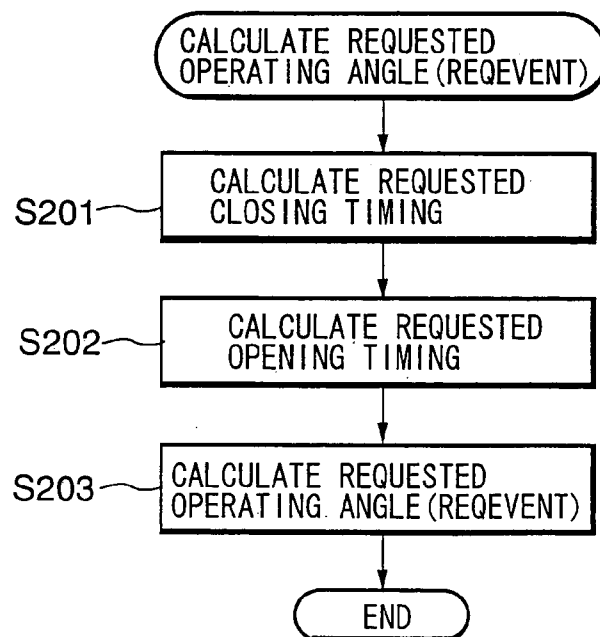 CALCULATE REQUESTED
OPERATING ANGLE(REQEVENT)
S201
CALCULATE REQUESTED
CLOSING TIMING
S202
CALCULATE REQUESTED
OPENING TIMING
S203
CALCULATE REQUESTED
OPERATING ANGLE(REQEVENT)
END